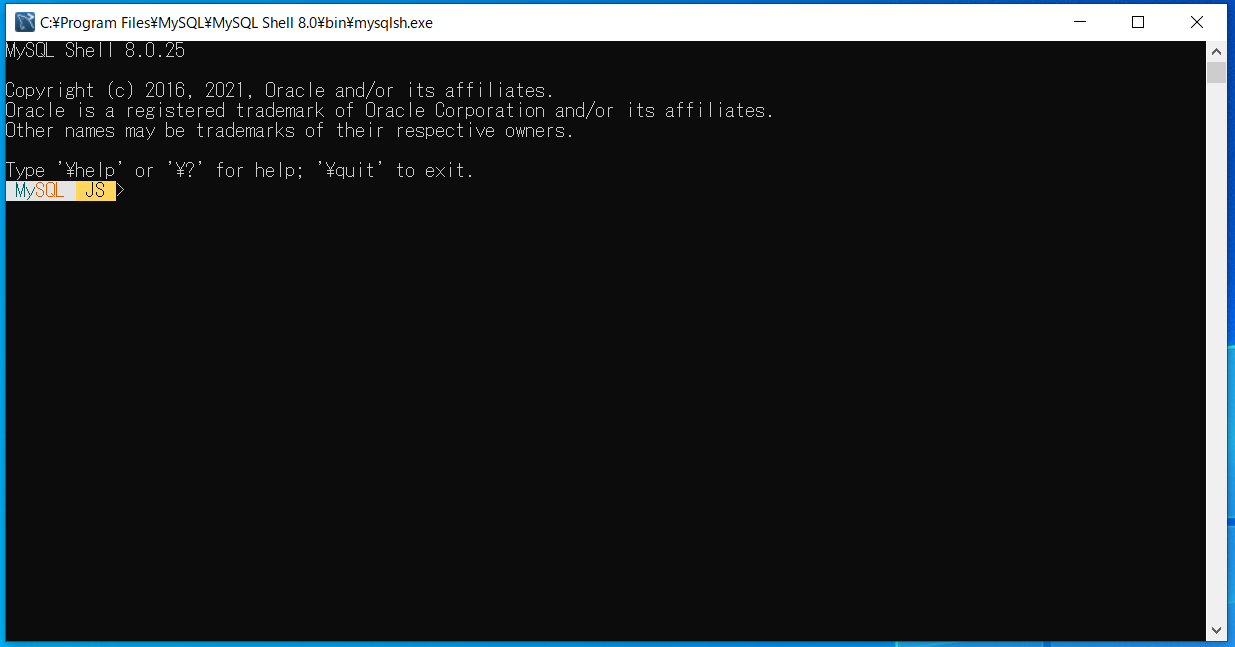 C:¥Program Files¥MySQL¥MySQL Shell 8.0¥bin¥mysqlsh.exe
MySQL Shell 8.0.25
Copyright (c) 2016, 2021, Oracle and/or its affiliates.
Oracle is a registered trademark of Oracle Corporation and/or its affiliates.
Other names may be trademarks of their respective owners.
Type '¥help' or '¥?' for help; '¥quit' to exit.
MySQL JS >